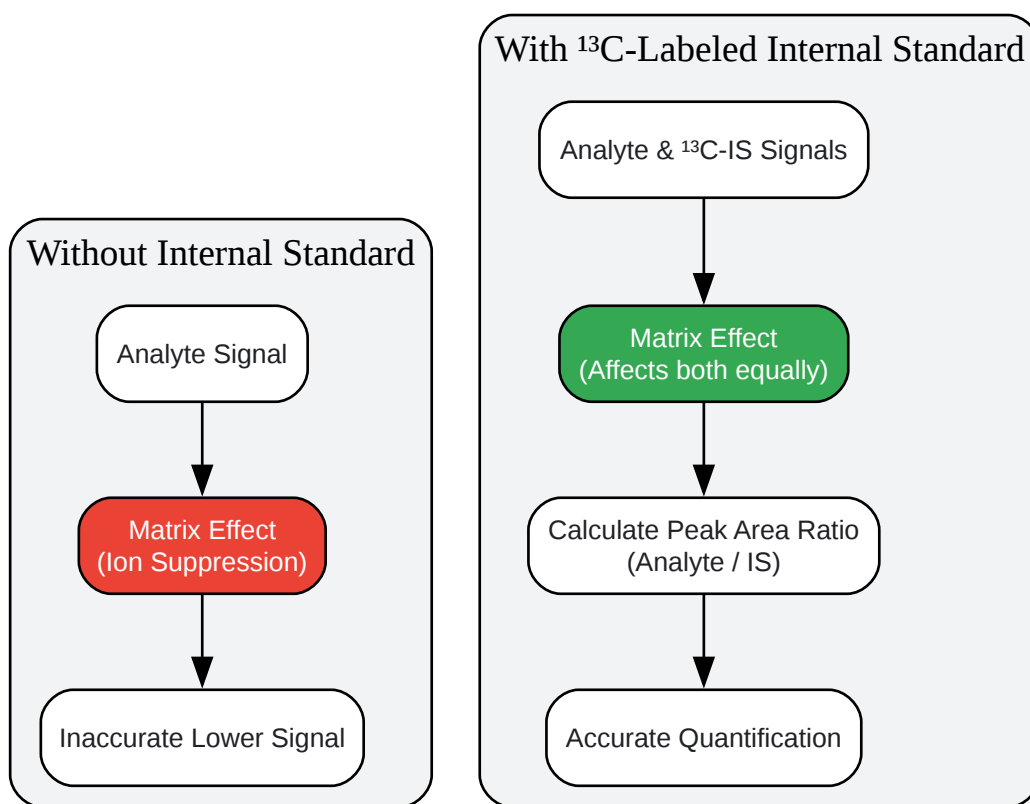 Without Internal Standard
Analyte Signal
Matrix Effect
(Ion Suppression)
Inaccurate Lower Signal
With ¹³C-Labeled Internal Standard
Analyte & ¹³C-IS Signals
Matrix Effect
(Affects both equally)
Calculate Peak Area Ratio
(Analyte / IS)
Accurate Quantification